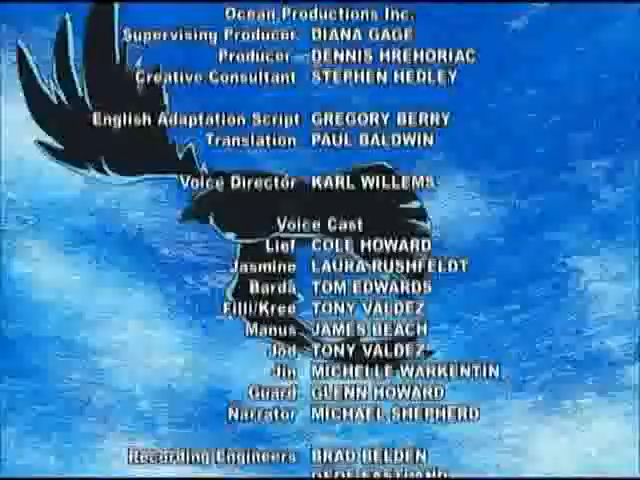 Ocean Productions Inc.
Supervising Producer DIANA GAGE
Producer DENNIS HREHORIAC
Creative Consultant STEPHEN HEDLEY
English Adaptation Script GREGORY BERRY
Translation PAUL BALDWIN
Voice Director KARL WILLEMS
Voice Cast
Lief COLE HOWARD
Jasmine LAURA RUSHFELDT
Barda TOM EDWARDS
Filli/Kree TONY VALDEZ
Manus JAMES BEACH
Jod TONY VALDEZ
Jin MICHELLE WARKENTIN
Guard GLENN HOWARD
Narrator MICHAEL SHEPHERD
Recording Engineers BRAD BELDEN